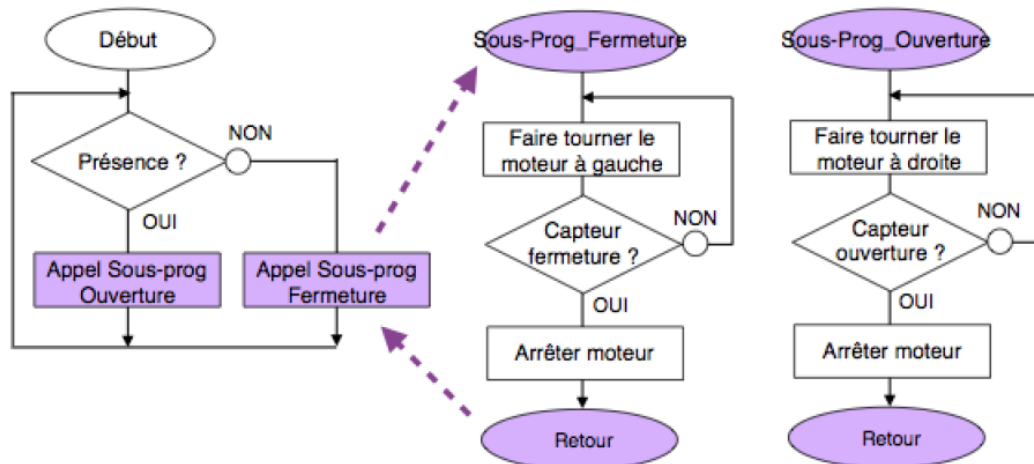 Début
Présence ?
NON
OUI
Appel Sous-prog
Ouverture
Appel Sous-prog
Fermeture
Sous-Prog_Fermeture
Faire tourner le
moteur à gauche
Capteur
fermeture ?
NON
OUI
Arrêter moteur
Retour
Sous-Prog_Ouverture
Faire tourner le
moteur à droite
Capteur
ouverture ?
NON
OUI
Arrêter moteur
Retour